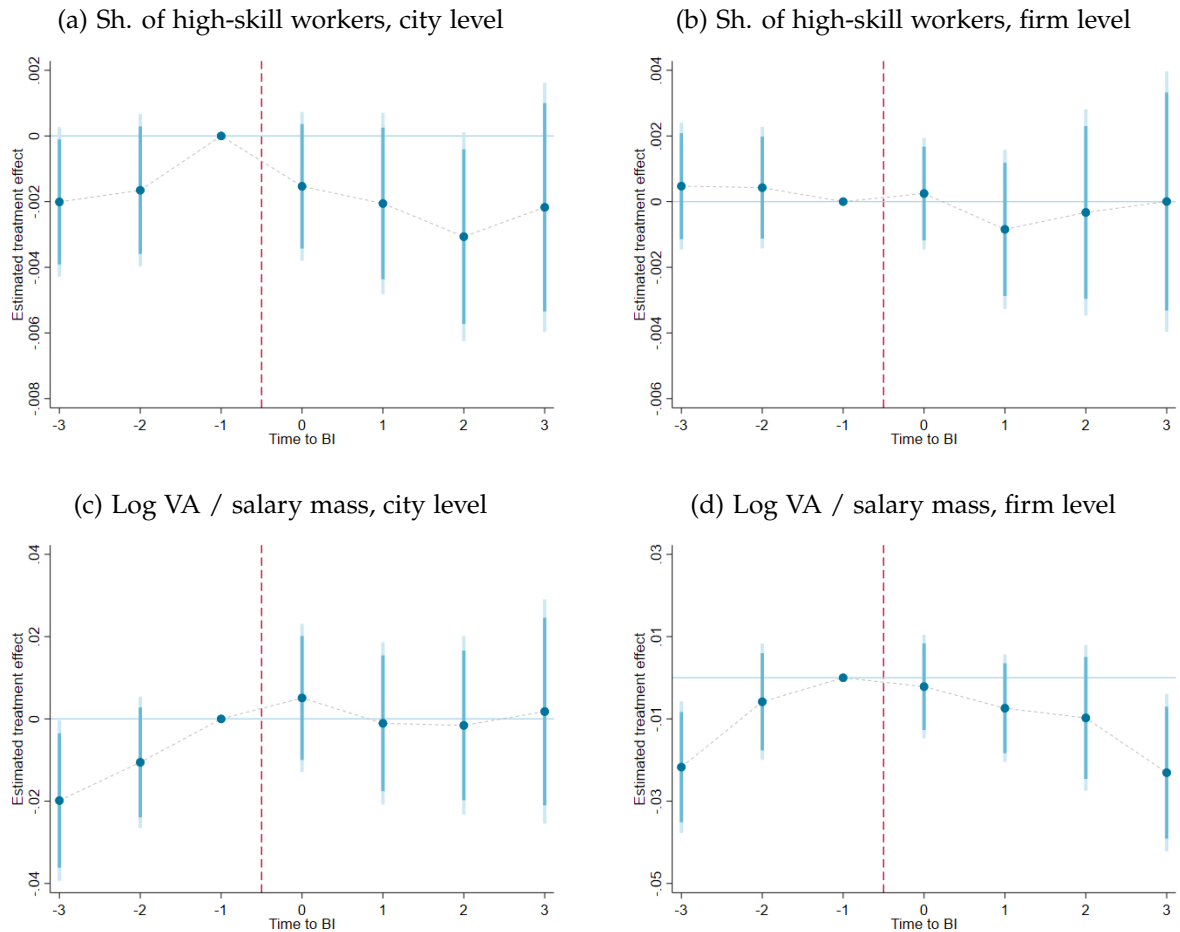 (a) Sh. of high-skill workers, city level
Estimated treatment effect
.002
0
-.002
-.004
-.006
-.008
-3 -2 -1 0 1 2 3
Time to BI
(b) Sh. of high-skill workers, firm level
Estimated treatment effect
.004
.002
0
-.002
-.004
-.006
-3 -2 -1 0 1 2 3
Time to BI
(c) Log VA / salary mass, city level
Estimated treatment effect
.04
.02
0
-.02
-.04
-3 -2 -1 0 1 2 3
Time to BI
(d) Log VA / salary mass, firm level
Estimated treatment effect
.03
.01
-.01
-.03
-.05
-3 -2 -1 0 1 2 3
Time to BI